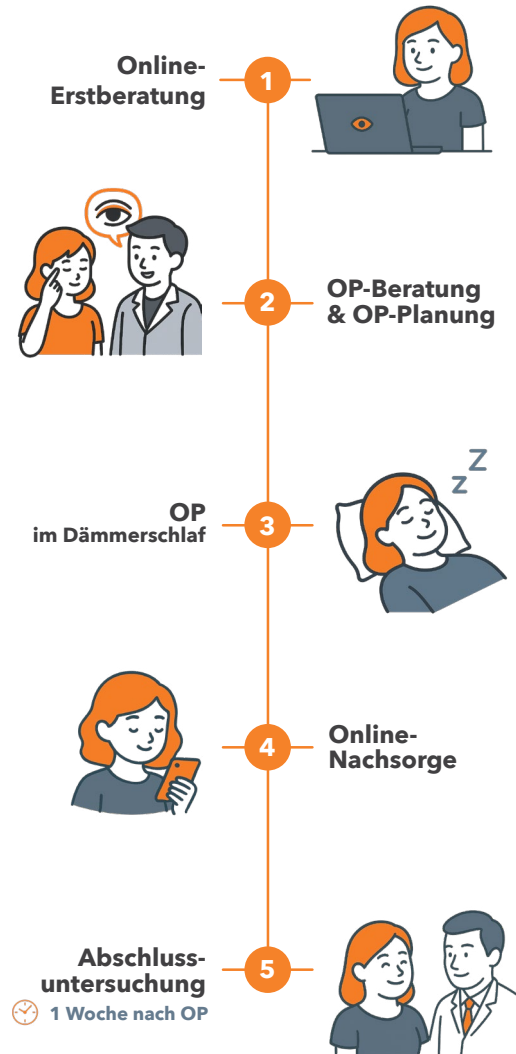 Online-
Erstberatung
1
2
OP-Beratung
& OP-Planung
OP
im Dämmerschlaf
3
Z
z
4
Online-
Nachsorge
Abschluss-
untersuchung
5
1 Woche nach OP